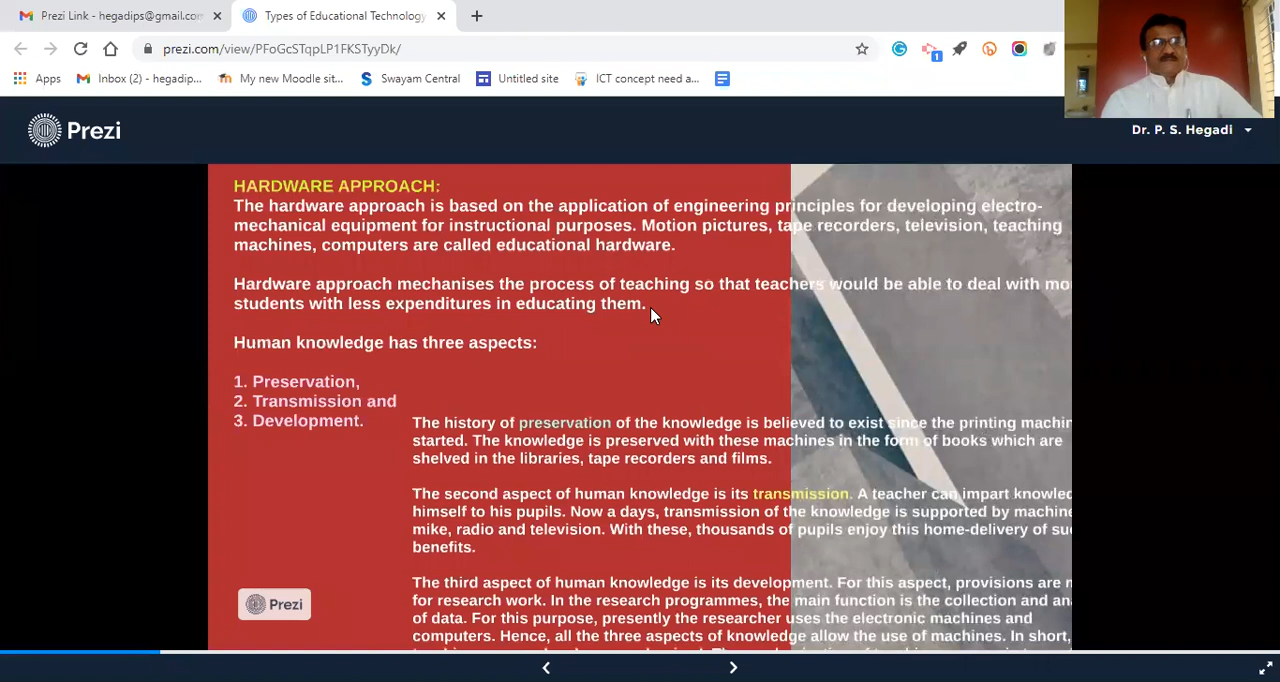 Prezi Link - hegadips@gmail.com
Types of Educational Technology
prezi.com/view/PFoGcSTqpLP1FKSTyyDk/
1
Apps
Inbox (2) - hegadip...
My new Moodle sit...
Swayam Central
Untitled site
ICT concept need a...
Prezi
Dr. P. S. Hegadi
HARDWARE APPROACH:
The hardware approach is based on the application of engineering principles for developing electro-
mechanical equipment for instructional purposes. Motion pictures, tape recorders, television, teaching
machines, computers are called educational hardware.
Hardware approach mechanises the process of teaching so that teachers would be able to deal with mo
students with less expenditures in educating them.
Human knowledge has three aspects:
1. Preservation,
2. Transmission and
3. Development.
The history of preservation of the knowledge is believed to exist since the printing machin
started. The knowledge is preserved with these machines in the form of books which are
shelved in the libraries, tape recorders and films.
The second aspect of human knowledge is its transmission. A teacher can impart knowled
himself to his pupils. Now a days, transmission of the knowledge is supported by machine
mike, radio and television. With these, thousands of pupils enjoy this home-delivery of su
benefits.
The third aspect of human knowledge is its development. For this aspect, provisions are m
for research work. In the research programmes, the main function is the collection and ana
of data. For this purpose, presently the researcher uses the electronic machines and
computers. Hence, all the three aspects of knowledge allow the use of machines. In short,
Prezi